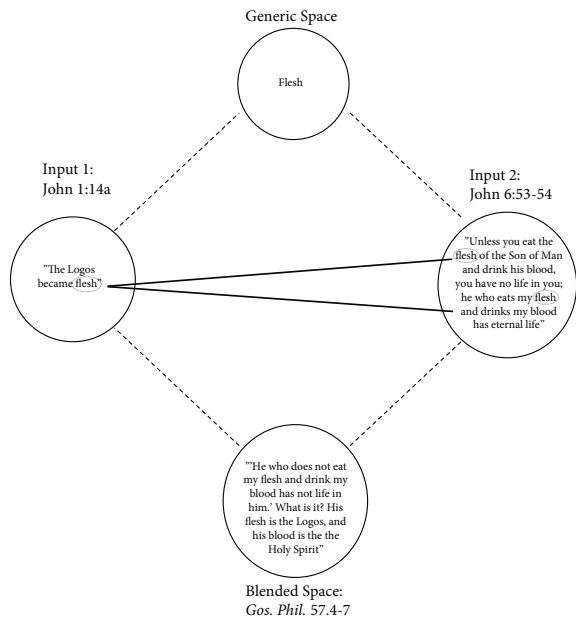 Generic Space
Flesh
Input 1:
John 1:14a
"The Logos
became flesh"
Input 2:
John 6:53-54
"Unless you eat the
flesh of the Son of Man
and drink his blood,
you have no life in you;
he who eats my flesh
and drinks my blood
has eternal life"
"'He who does not eat
my flesh and drink my
blood has not life in
him.' What is it? His
flesh is the Logos, and
his blood is the the
Holy Spirit"
Blended Space:
Gos. Phil. 57.4-7